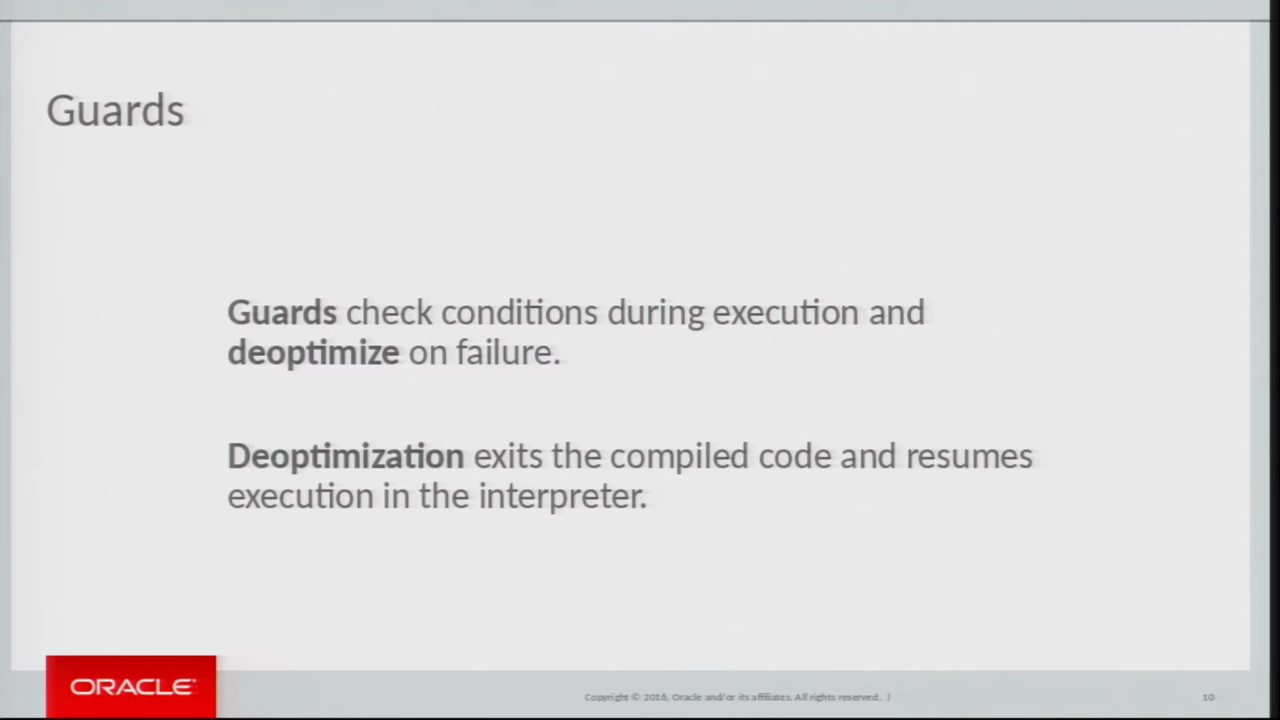 Guards
Guards check conditions during execution and
deoptimize on failure.
Deoptimization exits the compiled code and resumes
execution in the interpreter.
ORACLE
Copyright © 2016, Oracle and/or its affiliates. All rights reserved. |
10